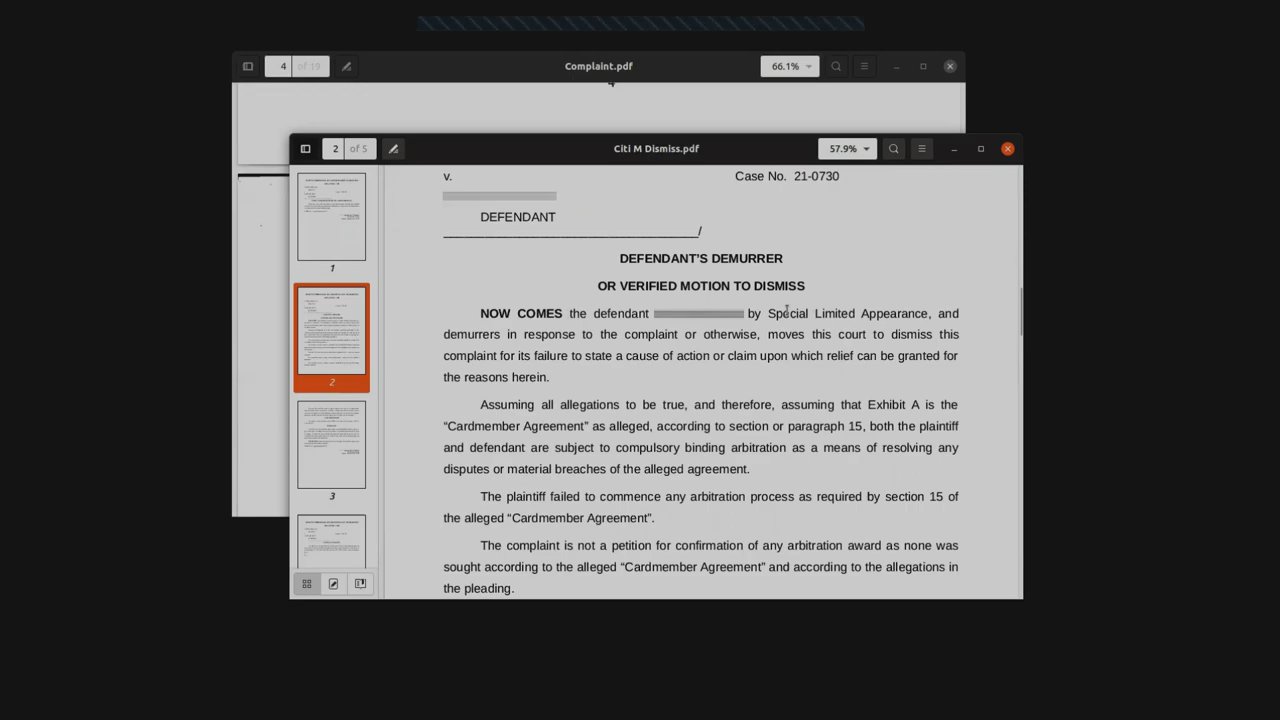 4 of 19
Complaint.pdf
66.1%
4
2 of 5
Citi M Dismiss.pdf
57.9%
1
2
3
v. Case No. 21-0730
DEFENDANT
/
DEFENDANT'S DEMURRER
OR VERIFIED MOTION TO DISMISS
NOW COMES the defendant by Special Limited Appearance, and
demurrers in response to the complaint or otherwise moves this court to dismiss this
complaint for its failure to state a cause of action or claim upon which relief can be granted for
the reasons herein.
Assuming all allegations to be true, and therefore, assuming that Exhibit A is the
“Cardmember Agreement” as alleged, according to section or paragraph 15, both the plaintiff
and defendant are subject to compulsory binding arbitration as a means of resolving any
disputes or material breaches of the alleged agreement.
The plaintiff failed to commence any arbitration process as required by section 15 of
the alleged “Cardmember Agreement”.
The complaint is not a petition for confirmation of any arbitration award as none was
sought according to the alleged “Cardmember Agreement” and according to the allegations in
the pleading.